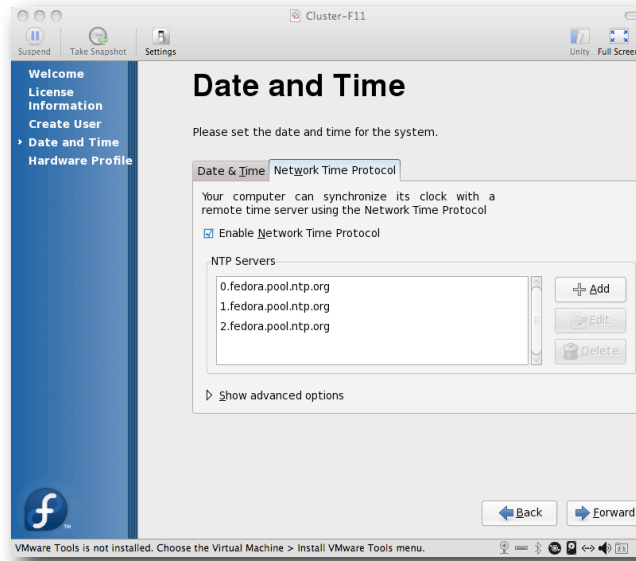 Cluster-F11
Suspend
Take Snapshot
Settings
Unity
Full Screen
Welcome
License
Information
Create User
Date and Time
Hardware Profile
Date and Time
Please set the date and time for the system.
Date & Time
Network Time Protocol
Your computer can synchronize its clock with a
remote time server using the Network Time Protocol
Enable Network Time Protocol
NTP Servers
0.fedora.pool.ntp.org
1.fedora.pool.ntp.org
2.fedora.pool.ntp.org
Add
Edit
Delete
Show advanced options
Back
Forward
TM
VMware Tools is not installed. Choose the Virtual Machine > Install VMware Tools menu.